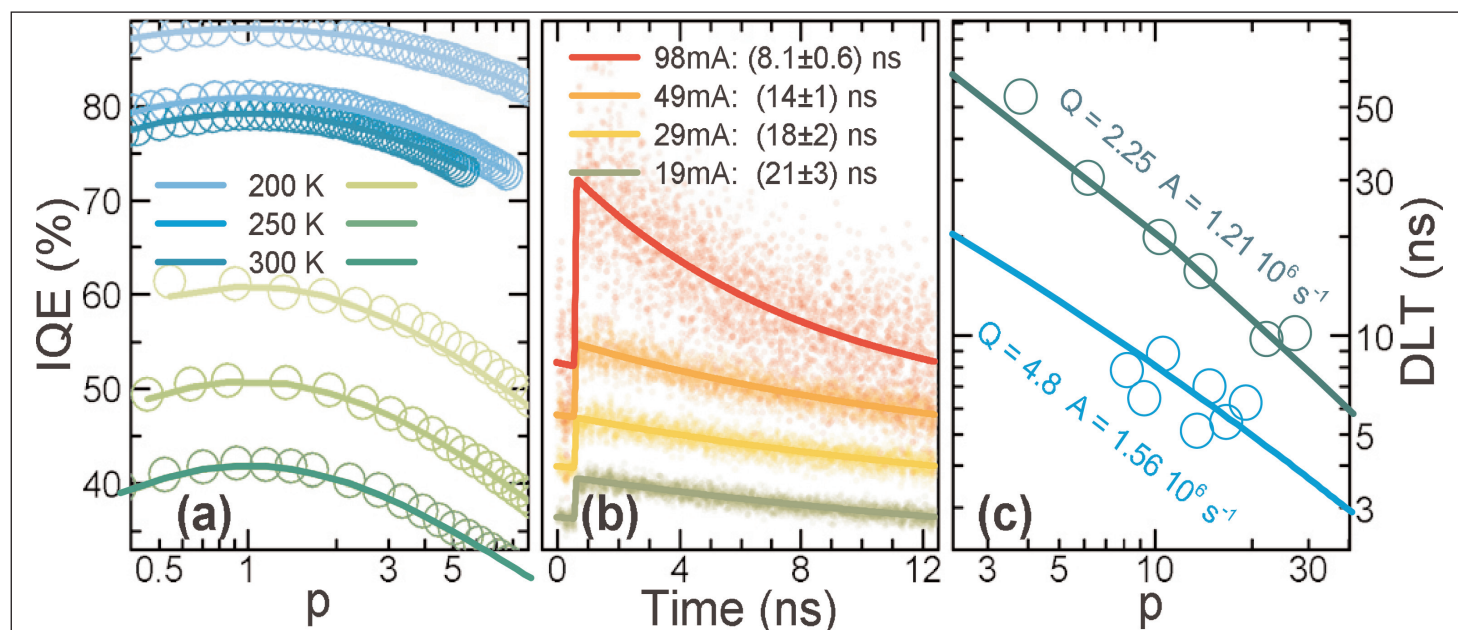 IQE (%)
80
70
60
50
40
200 K
250 K
300 K
(a)
0.5
1
3
5
p
98mA: (8.1±0.6) ns
49mA: (14±1) ns
29mA: (18±2) ns
19mA: (21±3) ns
(b)
0
4
8
12
Time (ns)
Q = 2.25 A = 1.21 10⁶ s⁻¹
Q = 4.8 A = 1.56 10⁶ s⁻¹
(c)
3
5
10
30
p
50
30
10
5
3
DLT (ns)